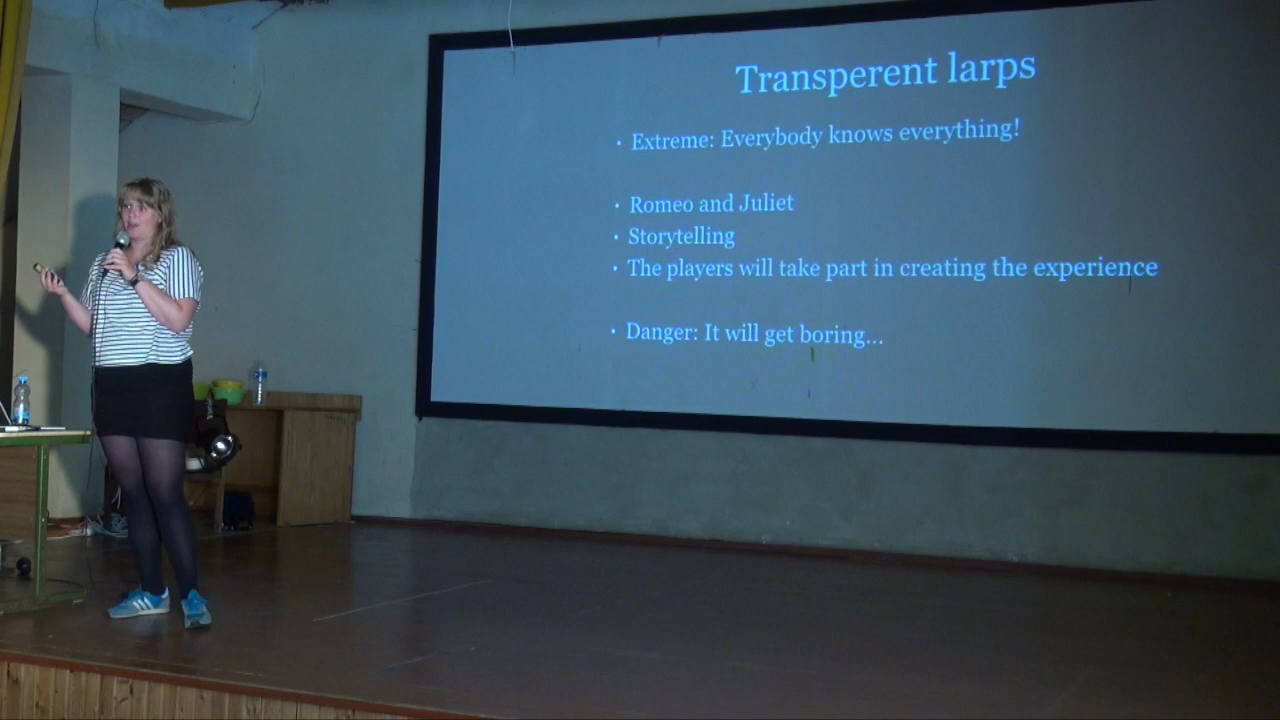 Transperent larps
• Extreme: Everybody knows everything!
• Romeo and Juliet
• Storytelling
• The players will take part in creating the experience
• Danger: It will get boring...